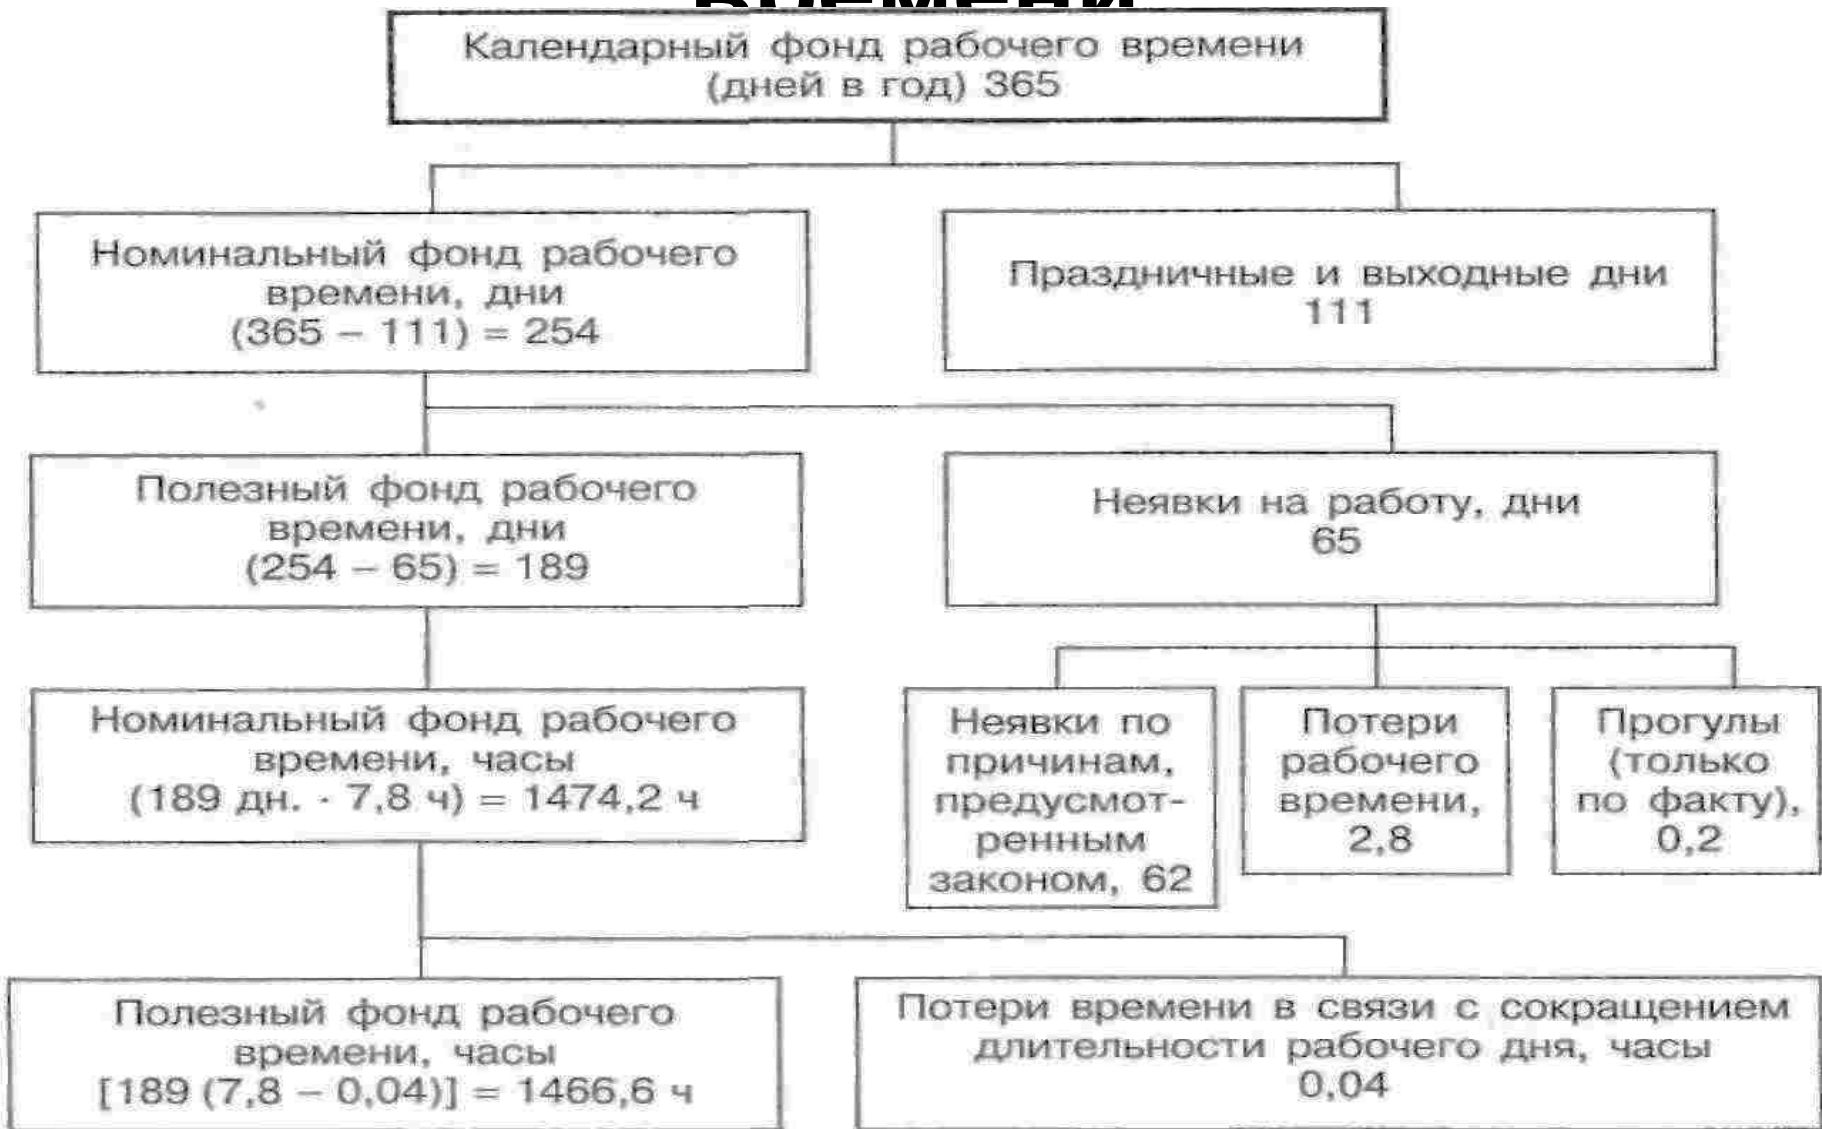 Календарный фонд рабочего времени
(дней в год) 365
Номинальный фонд рабочего
времени, дни
(365 – 111) = 254
Праздничные и выходные дни
111
Полезный фонд рабочего
времени, дни
(254 – 65) = 189
Неявки на работу, дни
65
Номинальный фонд рабочего
времени, часы
(189 дн. · 7,8 ч) = 1474,2 ч
Неявки по
причинам,
предусмот-
ренным
законом, 62
Потери
рабочего
времени,
2,8
Прогулы
(только
по факту),
0,2
Полезный фонд рабочего
времени, часы
[189 (7,8 – 0,04)] = 1466,6 ч
Потери времени в связи с сокращением
длительности рабочего дня, часы
0,04